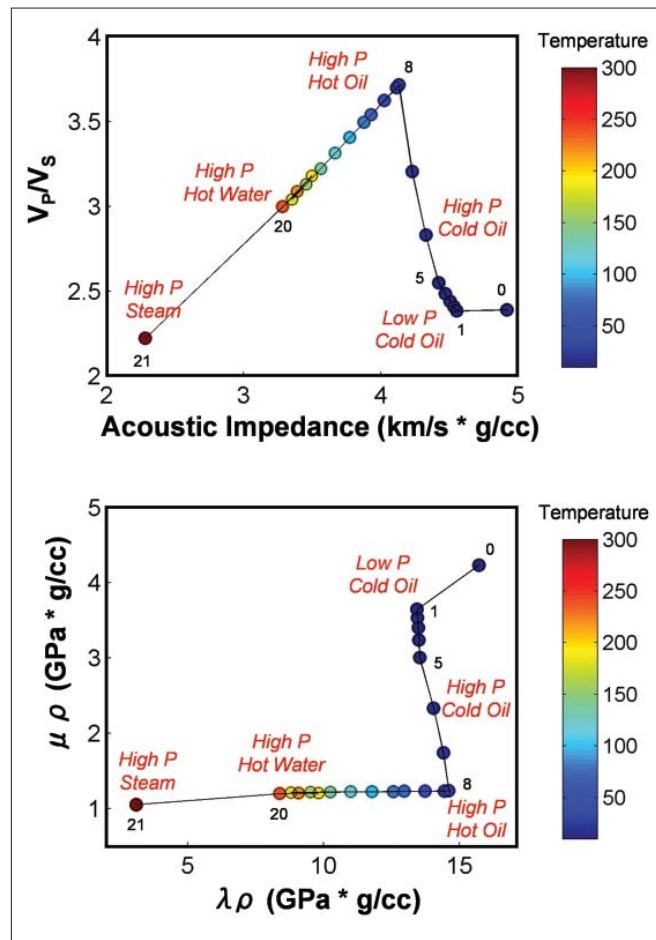 4
3.5
3
2.5
2
2
3
4
5
V_P/V_S
Acoustic Impedance (km/s * g/cc)
High P
Hot Oil
8
High P
Hot Water
20
High P
Cold Oil
5
0
High P
Steam
21
Low P
Cold Oil
1
Temperature
300
250
200
150
100
50
5
4
3
2
1
5
10
15
μ ρ (GPa * g/cc)
λ ρ (GPa * g/cc)
0
Low P
Cold Oil
1
5
High P
Cold Oil
High P
Steam
21
High P
Hot Water
20
8
High P
Hot Oil
Temperature
300
250
200
150
100
50